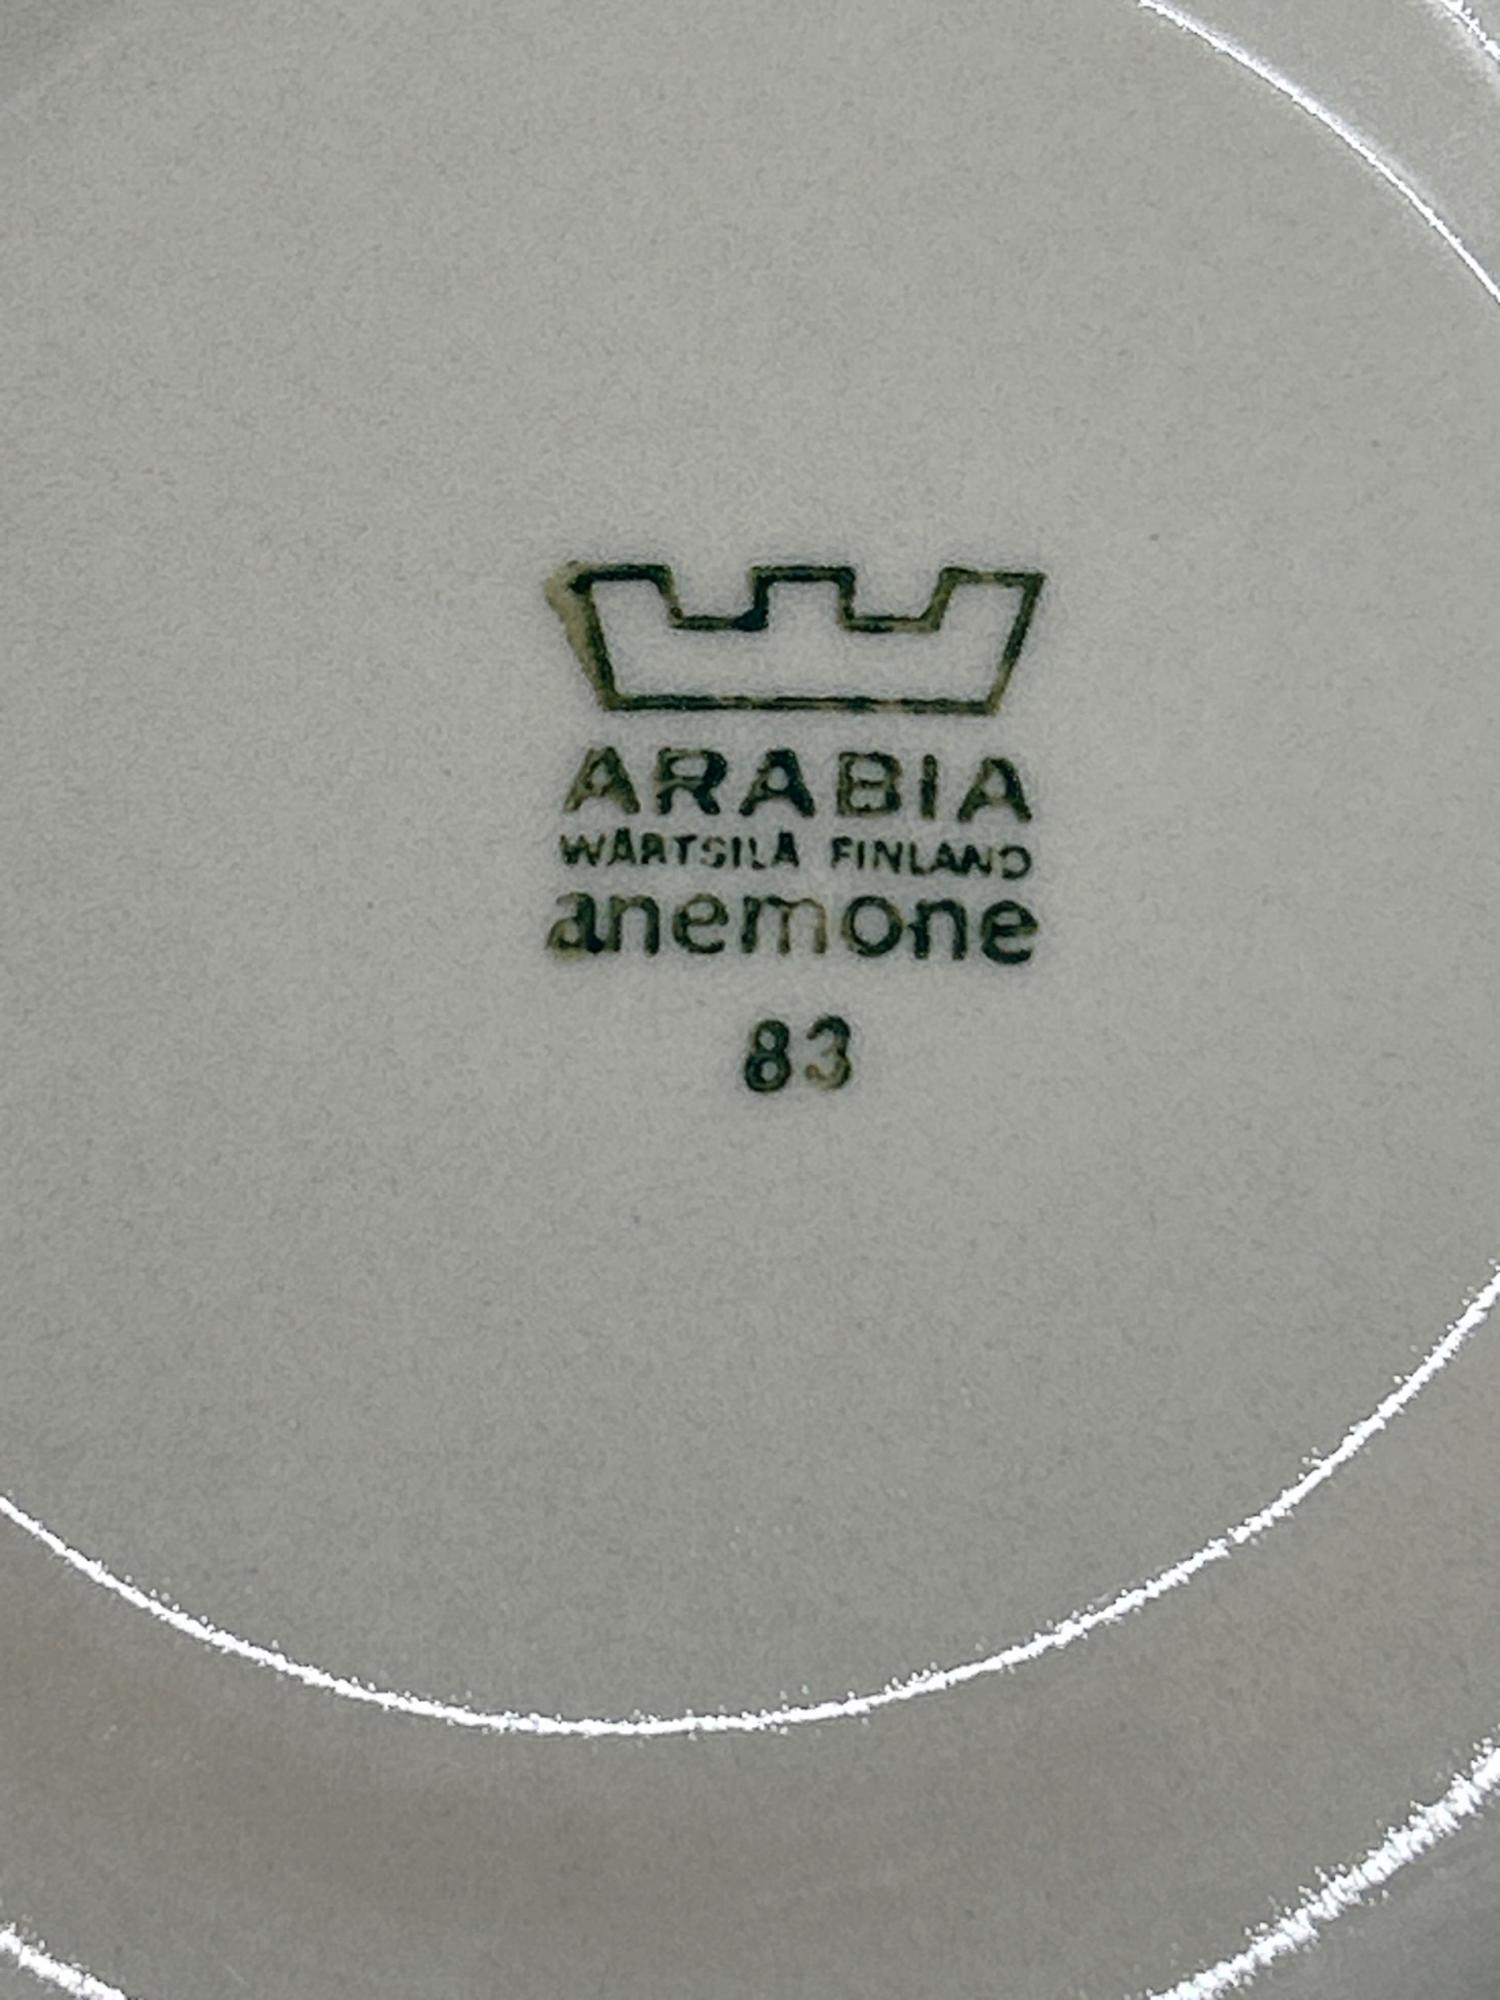 ARABIA
WÄRTSILÄ FINLAND
anemone
83